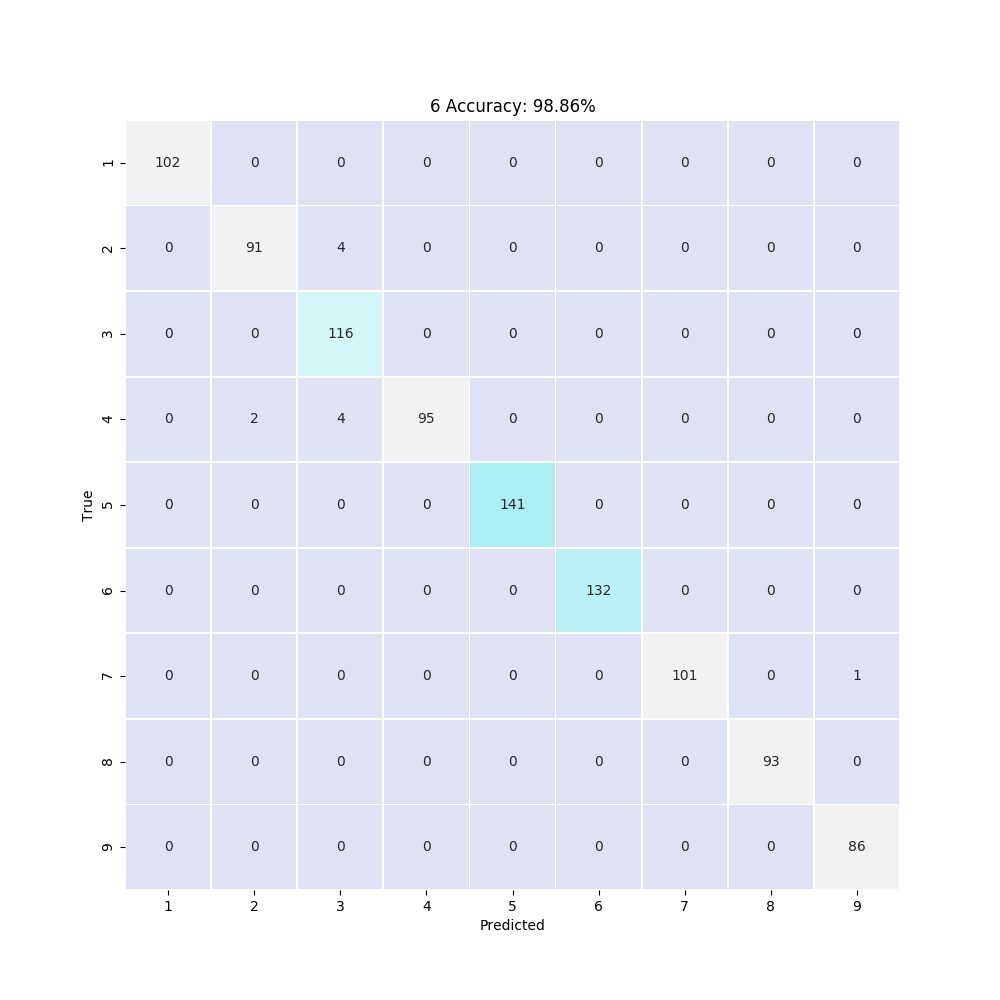 6 Accuracy: 98.86%
1 102 0 0 0 0 0 0 0 0
2 0 91 4 0 0 0 0 0 0
3 0 0 116 0 0 0 0 0 0
4 0 2 4 95 0 0 0 0 0
True
5 0 0 0 0 141 0 0 0 0
6 0 0 0 0 0 132 0 0 0
7 0 0 0 0 0 0 101 0 1
8 0 0 0 0 0 0 0 93 0
9 0 0 0 0 0 0 0 0 86
1 2 3 4 5 6 7 8 9
Predicted